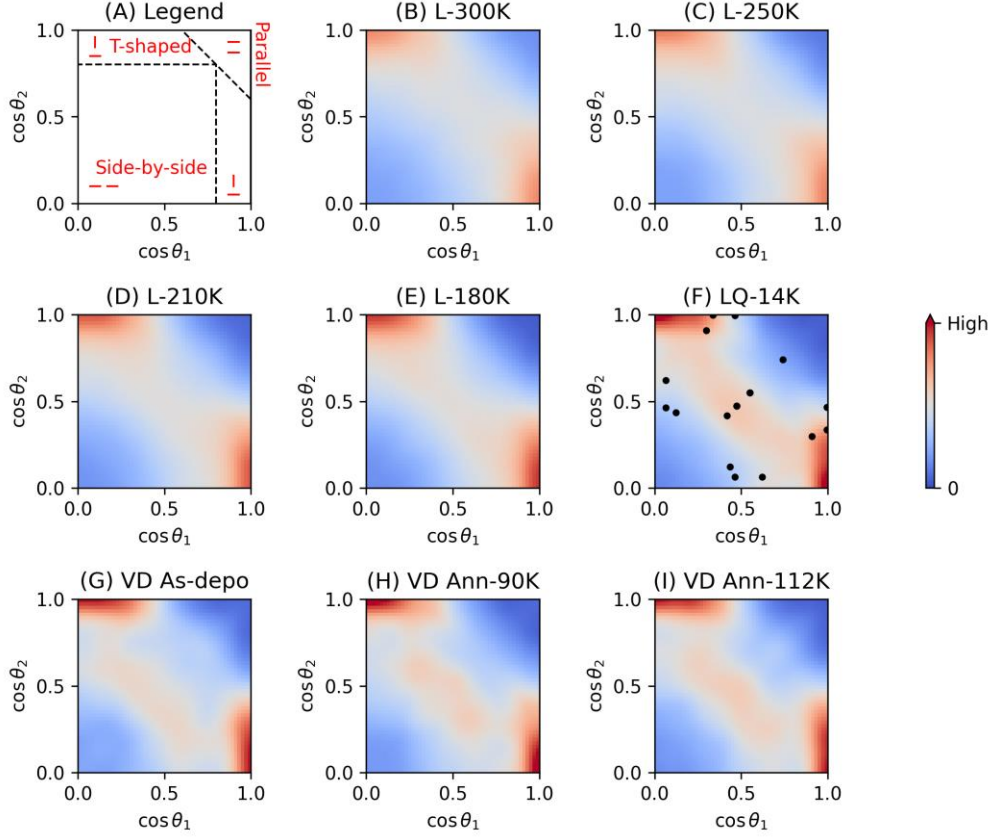 (A) Legend
T-shaped
Parallel
Side-by-side
cos θ₂
1.0
0.5
0.0
0.0
0.5
1.0
cos θ₁
(B) L-300K
cos θ₂
1.0
0.5
0.0
0.0
0.5
1.0
cos θ₁
(C) L-250K
cos θ₂
1.0
0.5
0.0
0.0
0.5
1.0
cos θ₁
(D) L-210K
cos θ₂
1.0
0.5
0.0
0.0
0.5
1.0
cos θ₁
(E) L-180K
cos θ₂
1.0
0.5
0.0
0.0
0.5
1.0
cos θ₁
(F) LQ-14K
cos θ₂
1.0
0.5
0.0
0.0
0.5
1.0
cos θ₁
High
0
(G) VD As-depo
cos θ₂
1.0
0.5
0.0
0.0
0.5
1.0
cos θ₁
(H) VD Ann-90K
cos θ₂
1.0
0.5
0.0
0.0
0.5
1.0
cos θ₁
(I) VD Ann-112K
cos θ₂
1.0
0.5
0.0
0.0
0.5
1.0
cos θ₁